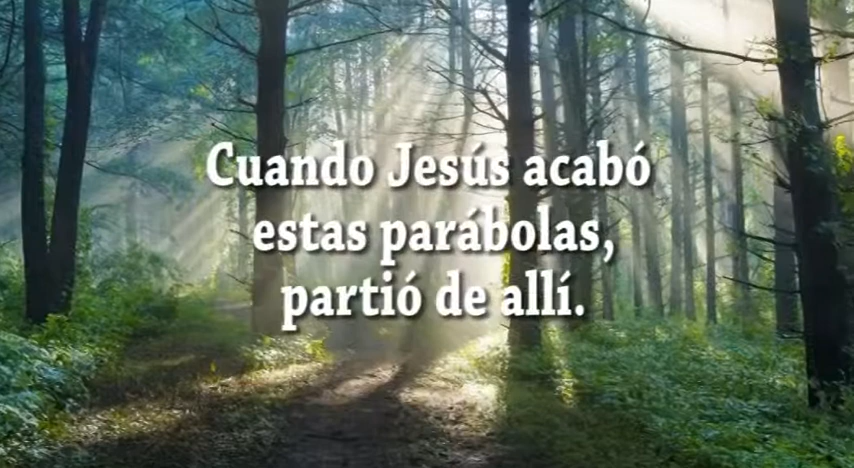 Cuando Jesús acabó
estas parábolas,
partió de allí.